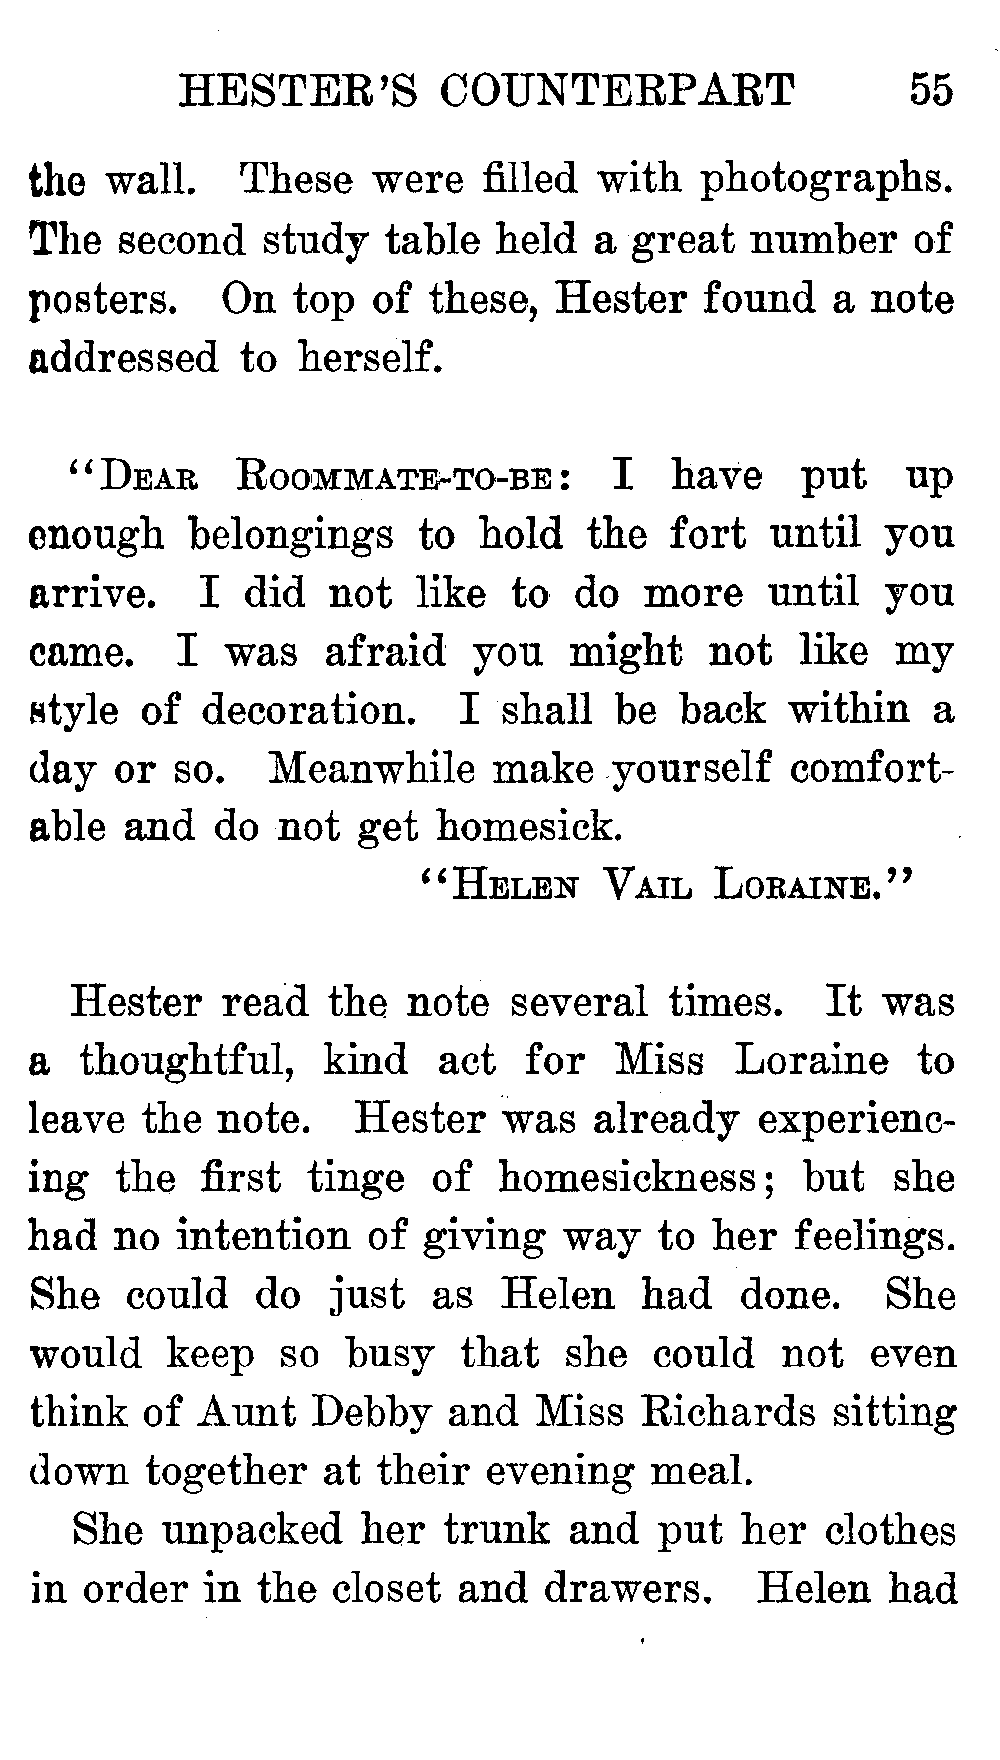 HESTER'S COUNTERPART 55
the wall. These were filled with photographs.
The second study table held a great number of
posters. On top of these, Hester found a note
addressed to herself.
"DEAR ROOMMATE-TO-BE: I have put up
enough belongings to hold the fort until you
arrive. I did not like to do more until you
came. I was afraid you might not like my
style of decoration. I shall be back within a
day or so. Meanwhile make yourself comfort-
able and do not get homesick.
"HELEN VAIL LORAINE."
Hester read the note several times. It was
a thoughtful, kind act for Miss Loraine to
leave the note. Hester was already experienc-
ing the first tinge of homesickness; but she
had no intention of giving way to her feelings.
She could do just as Helen had done. She
would keep so busy that she could not even
think of Aunt Debby and Miss Richards sitting
down together at their evening meal.
She unpacked her trunk and put her clothes
in order in the closet and drawers. Helen had